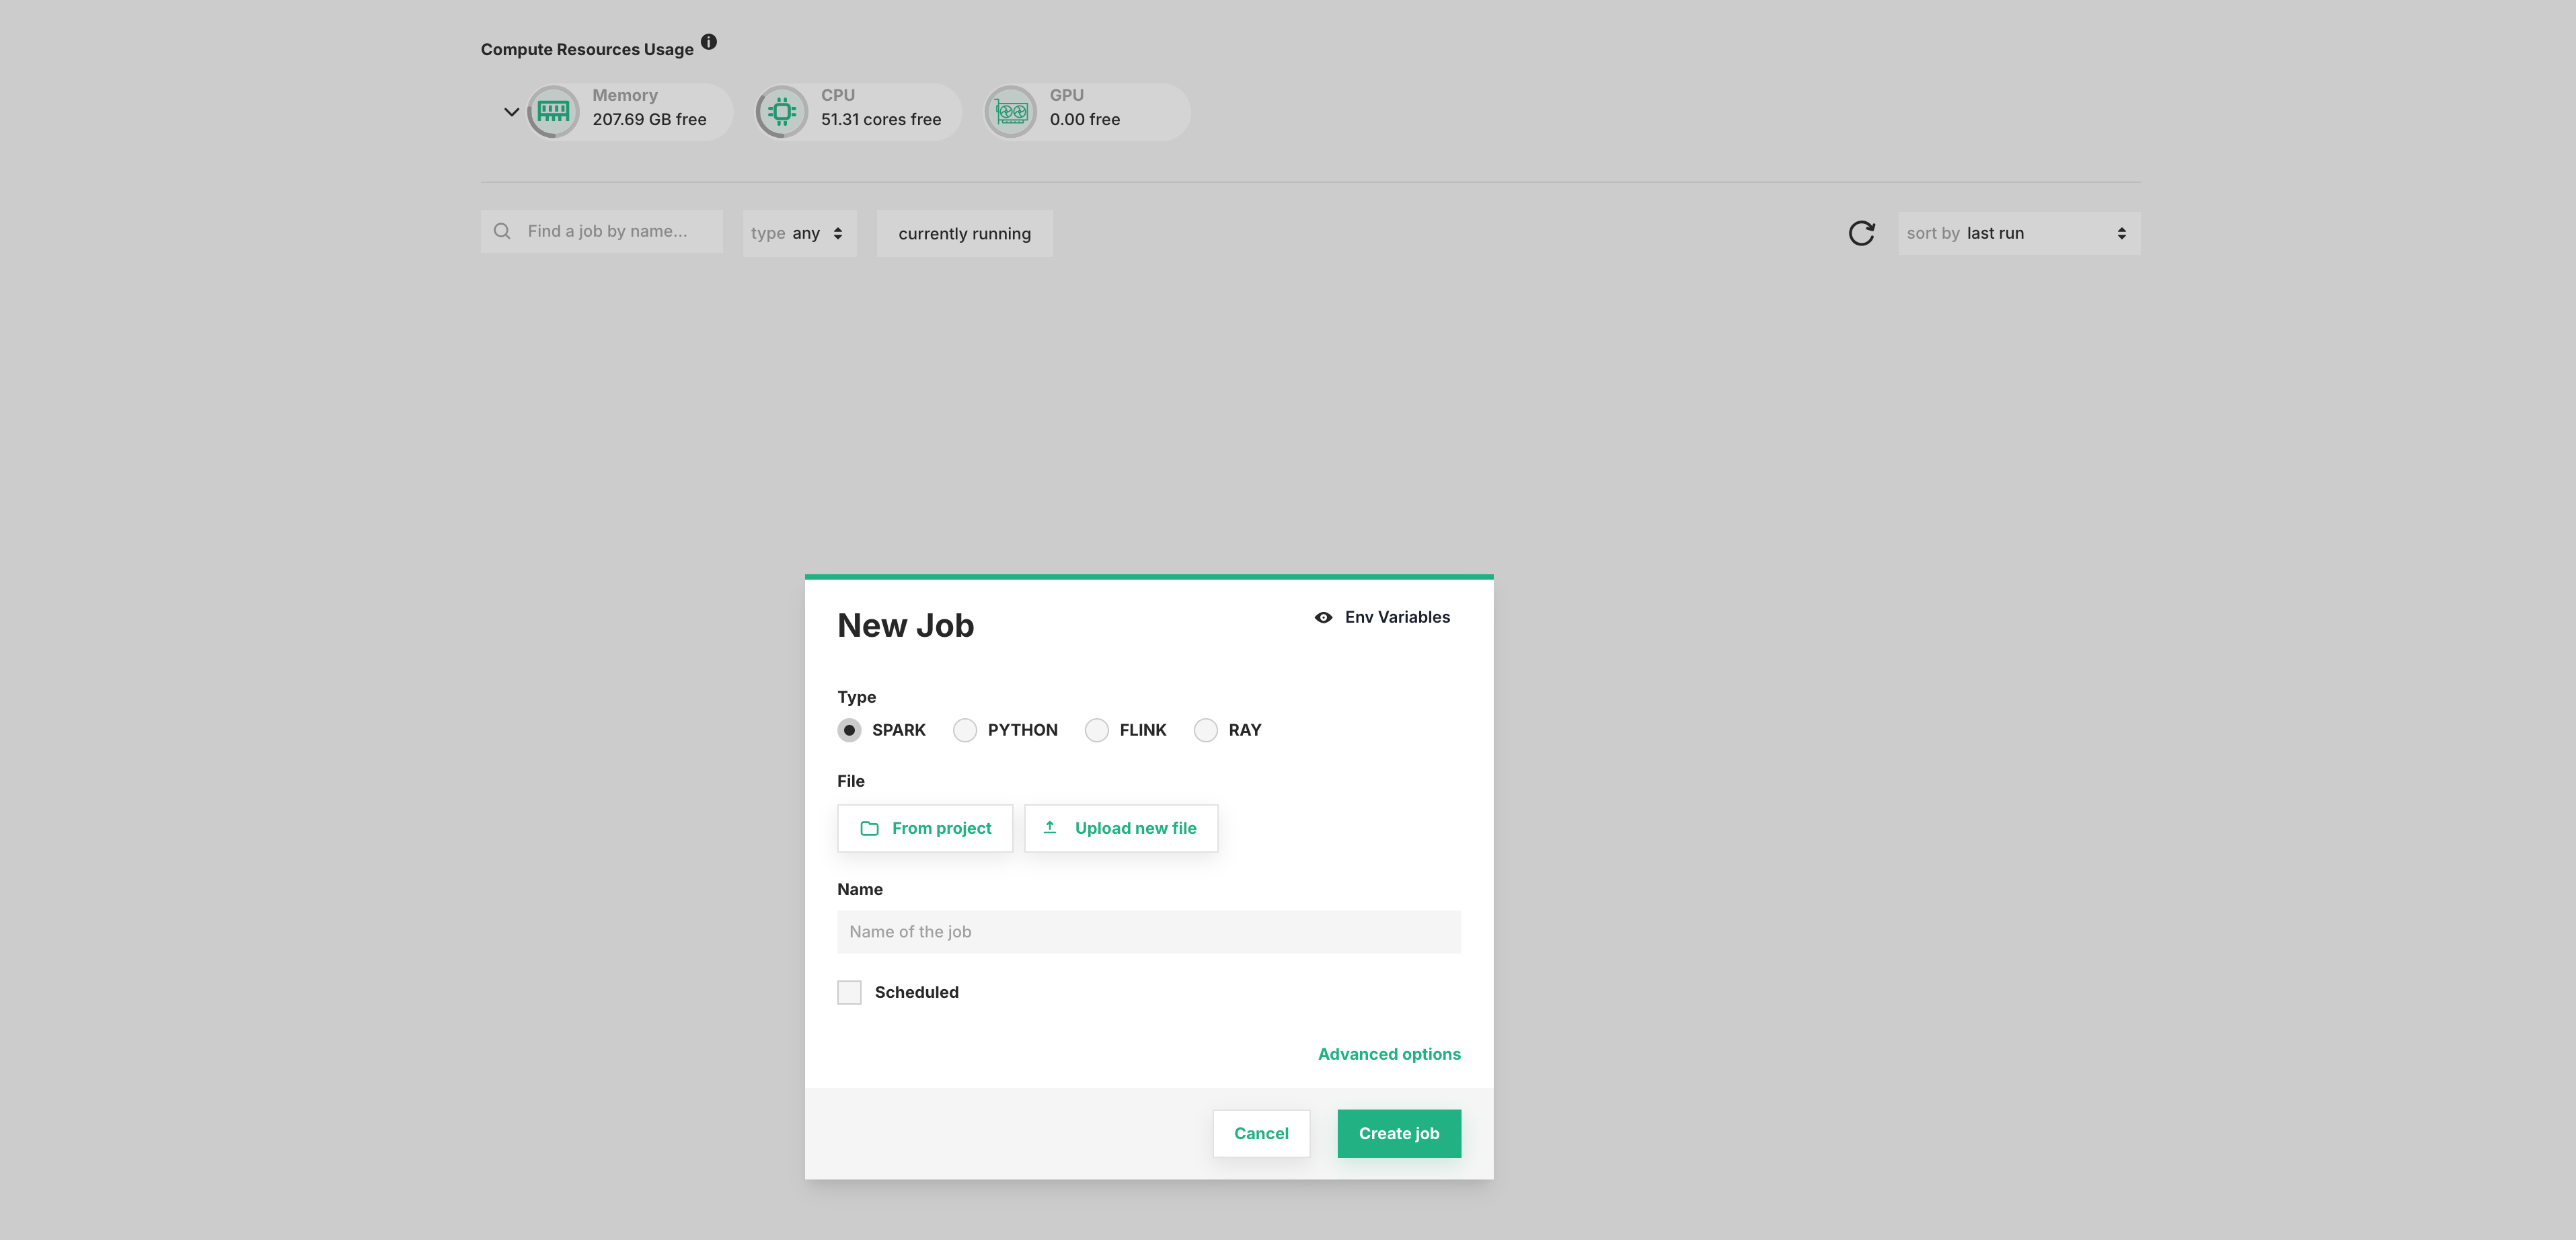 Compute Resources Usage
Memory
207.69 GB free
CPU
51.31 cores free
GPU
0.00 free
Find a job by name...
type any
currently running
sort by last run
New Job
Env Variables
Type
SPARK PYTHON FLINK RAY
File
From project Upload new file
Name
Name of the job
Scheduled
Advanced options
Cancel Create job